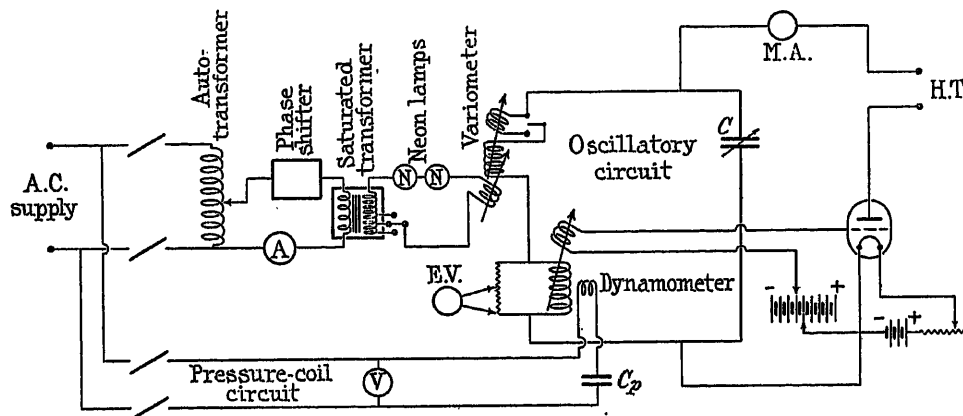 Auto-
transformer
Phase
shifter
Saturated
transformer
Neon lamps
Variometer
M.A.
H.T
C
Oscillatory
circuit
A.C.
supply
N
N
A
E.V.
Dynamometer
- +
- +
Pressure-coil
circuit
V
Cp